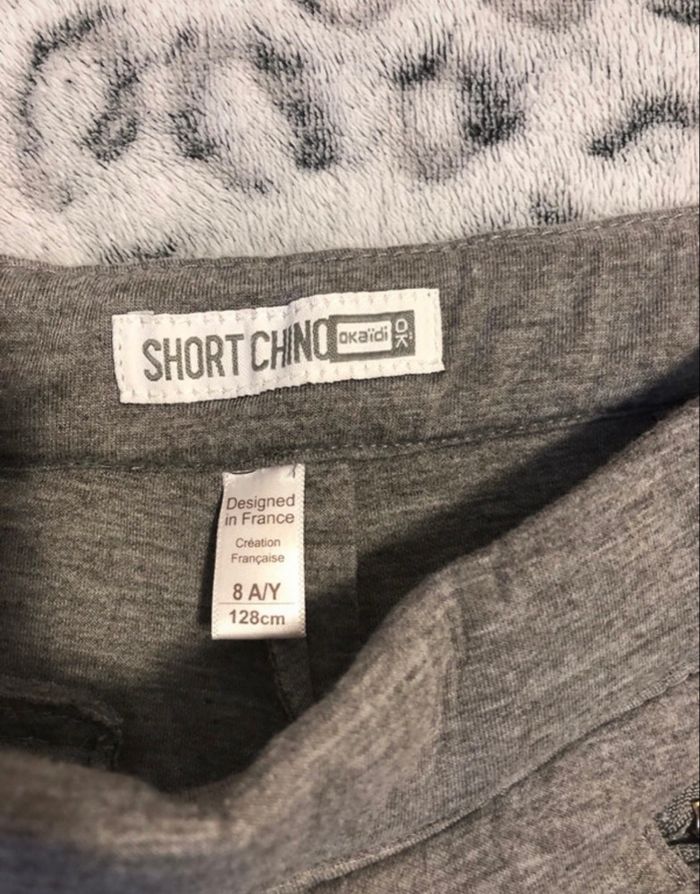 SHORT CHINO okaïdi OK
Designed
in France
Création
Française
8 A/Y
128cm